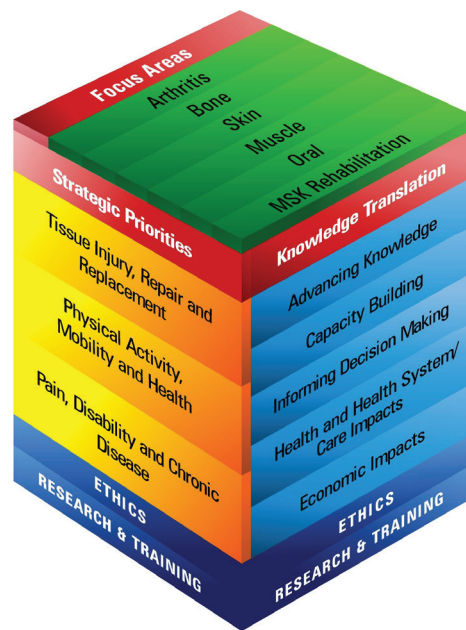 Focus Areas
Arthritis
Bone
Skin
Muscle
Oral
MSK Rehabilitation
Strategic Priorities
Tissue Injury, Repair and
Replacement
Physical Activity,
Mobility and Health
Pain, Disability and Chronic
Disease
ETHICS
RESEARCH & TRAINING
Knowledge Translation
Advancing Knowledge
Capacity Building
Informing Decision Making
Health and Health System/
Care Impacts
Economic Impacts
ETHICS
RESEARCH & TRAINING